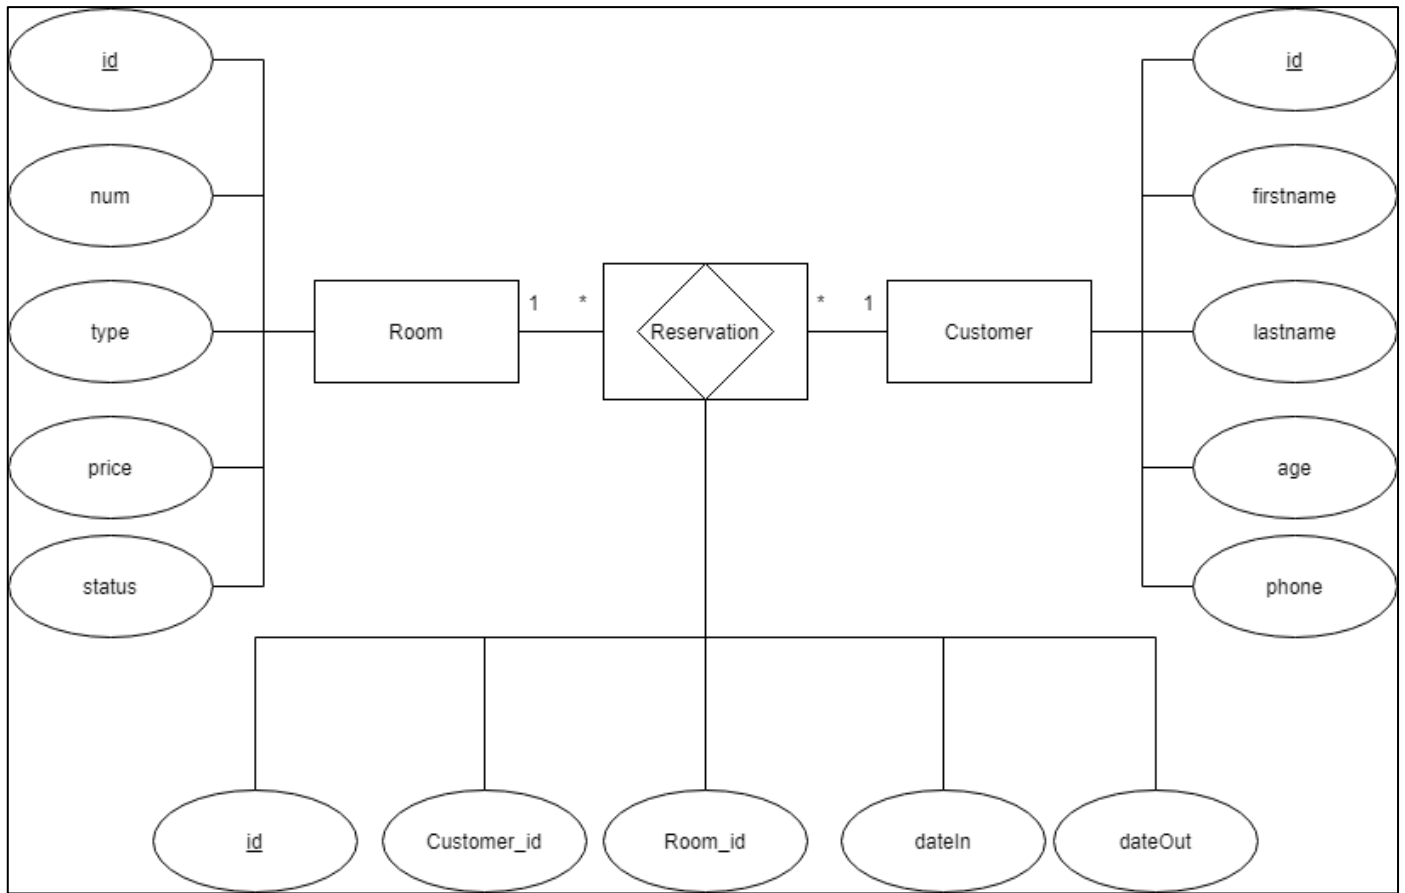 id
id
num
firstname
Room
1
*
Reservation
*
1
Customer
type
lastname
price
age
status
phone
id
Customer_id
Room_id
dateIn
dateOut